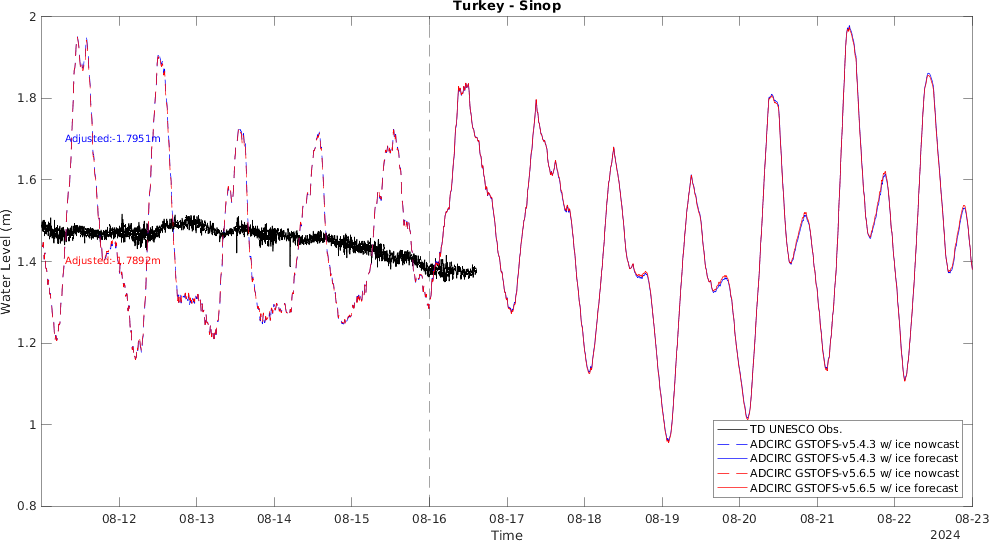 Turkey - Sinop
2
1.8
1.6
1.4
1.2
1
0.8
Water Level (m)
Adjusted:-1.7951m
Adjusted:-1.7892m
TD UNESCO Obs.
ADCIRC GSTOFS-v5.4.3 w/ ice nowcast
ADCIRC GSTOFS-v5.4.3 w/ ice forecast
ADCIRC GSTOFS-v5.6.5 w/ ice nowcast
ADCIRC GSTOFS-v5.6.5 w/ ice forecast
08-12 08-13 08-14 08-15 08-16 08-17 08-18 08-19 08-20 08-21 08-22 08-23
Time
2024